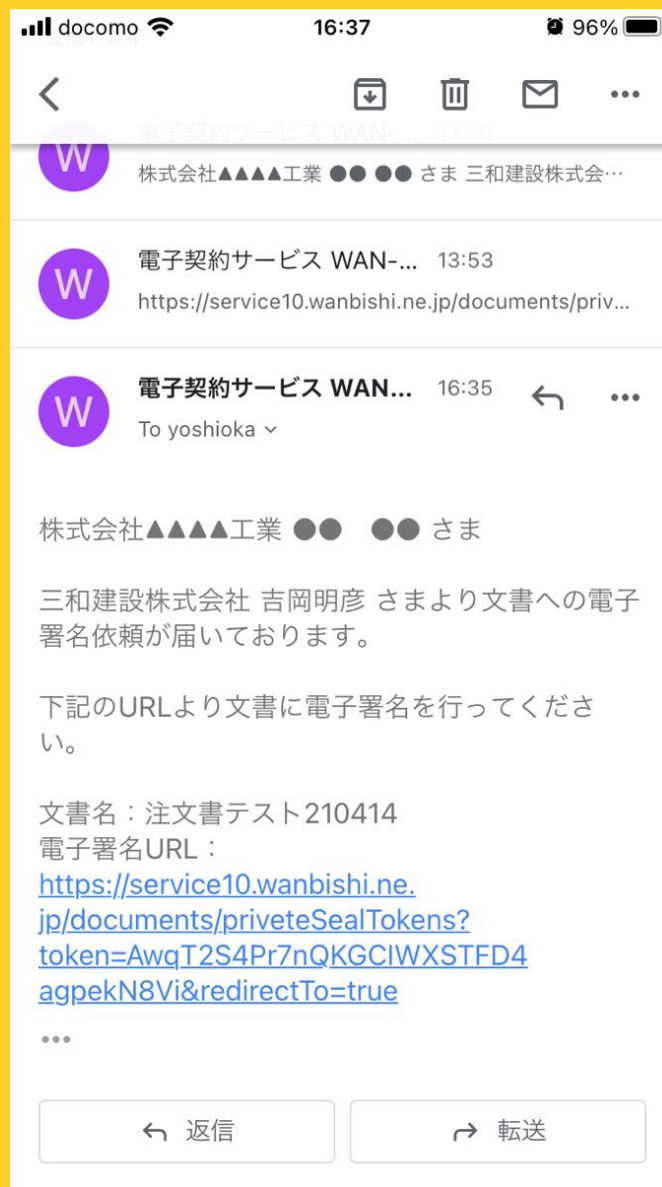 docomo 16:37 96%
電子契約サービス WAN-... 13:28
株式会社▲▲▲▲工業 ●● ●● さま 三和建設株式会…
W
電子契約サービス WAN-... 13:53
https://service10.wanbishi.ne.jp/documents/priv...
W
電子契約サービス WAN... 16:35
To yoshioka
W
株式会社▲▲▲▲工業 ●● ●● さま
三和建設株式会社 吉岡明彦 さまより文書への電子
署名依頼が届いております。
下記のURLより文書に電子署名を行ってくださ
い。
文書名：注文書テスト210414
電子署名URL：
https://service10.wanbishi.ne.
jp/documents/priveteSealTokens?
token=AwqT2S4Pr7nQKGCIWXSTFD4
agpekN8Vi&redirectTo=true
返信
転送